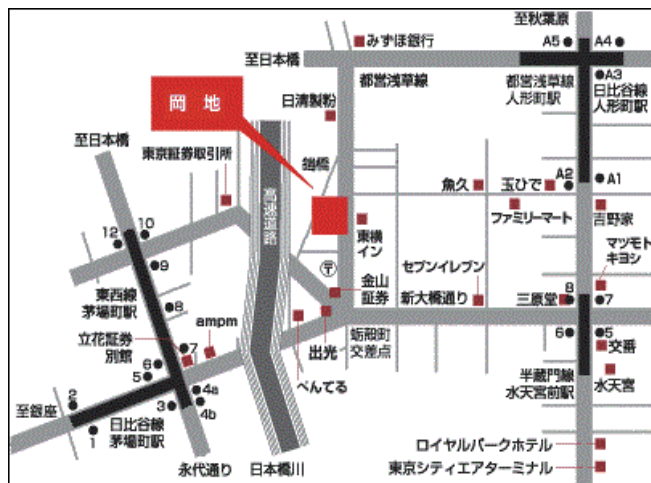 至秋葉原
みずほ銀行
A5
A4
至日本橋
都営浅草線
都営浅草線
人形町駅
A3
日比谷線
人形町駅
岡 地
日清製粉
至日本橋
東京証券取引所
鎧橋
魚久
玉ひで
A2
A1
ファミリーマート
吉野家
12
10
東横
イン
マツモト
キヨシ
9
〒
金山
証券
セブンイレブン
新大橋通り
三原堂
8
7
東西線
茅場町駅
8
立花証券
別館
7
ampm
出光
蛎殻町
交差点
6
5
交番
6
5
ぺんてる
半蔵門線
水天宮前駅
水天宮
2
至銀座
4a
3
4b
1
日比谷線
茅場町駅
永代通り
日本橋川
ロイヤルパークホテル
東京シティエアターミナル